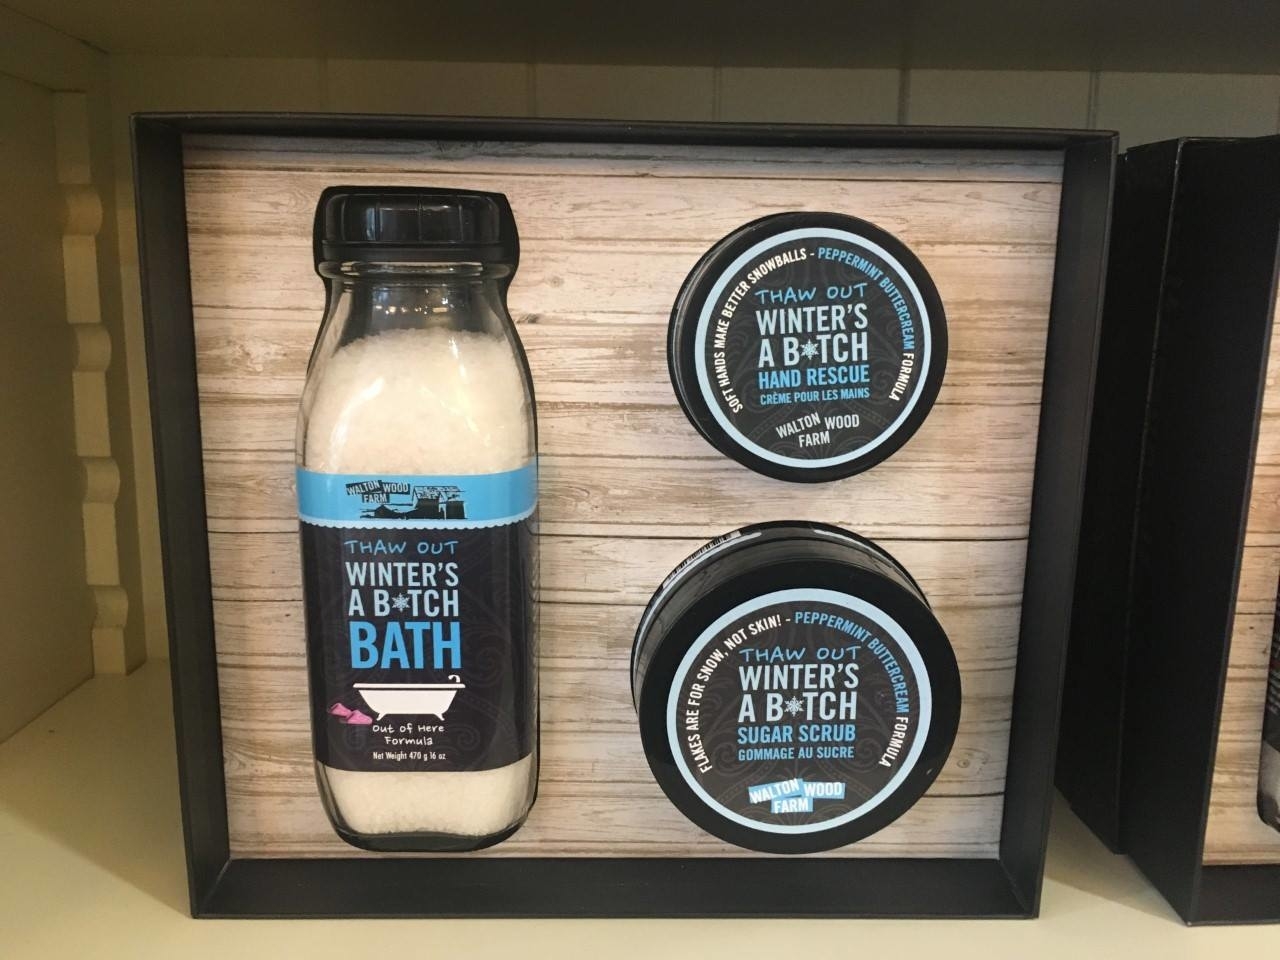 WALTON WOOD
FARM
THAW OUT
WINTER'S
A B*TCH
BATH
Out of Here
Formula
Net Weight 470 g 16 oz
SOFT HANDS MAKE BETTER SNOWBALLS - PEPPERMINT BUTTERCREAM FORMULA
THAW OUT
WINTER'S
A B*TCH
HAND RESCUE
CRÈME POUR LES MAINS
WALTON WOOD
FARM
FLAKES ARE FOR SNOW, NOT SKIN! - PEPPERMINT BUTTERCREAM FORMULA
THAW OUT
WINTER'S
A B*TCH
SUGAR SCRUB
GOMMAGE AU SUCRE
WALTON WOOD
FARM